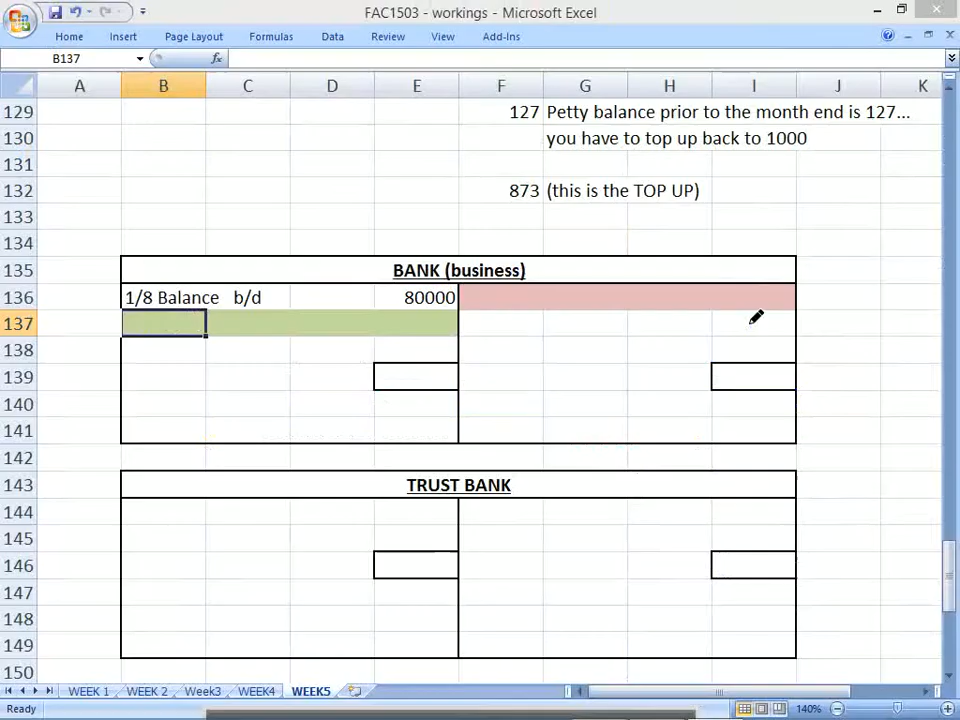 FAC1503 - workings - Microsoft Excel
Home Insert Page Layout Formulas Data Review View Add-Ins
B137 fx
A B C D E F G H I J K
129 127 Petty balance prior to the month end is 127...
130 you have to top up back to 1000
131
132 873 (this is the TOP UP)
133
134
135 BANK (business)
136 1/8 Balance b/d 80000
137
138
139
140
141
142
143 TRUST BANK
144
145
146
147
148
149
150
WEEK 1 WEEK 2 Week3 WEEK4 WEEK5
Ready 140%